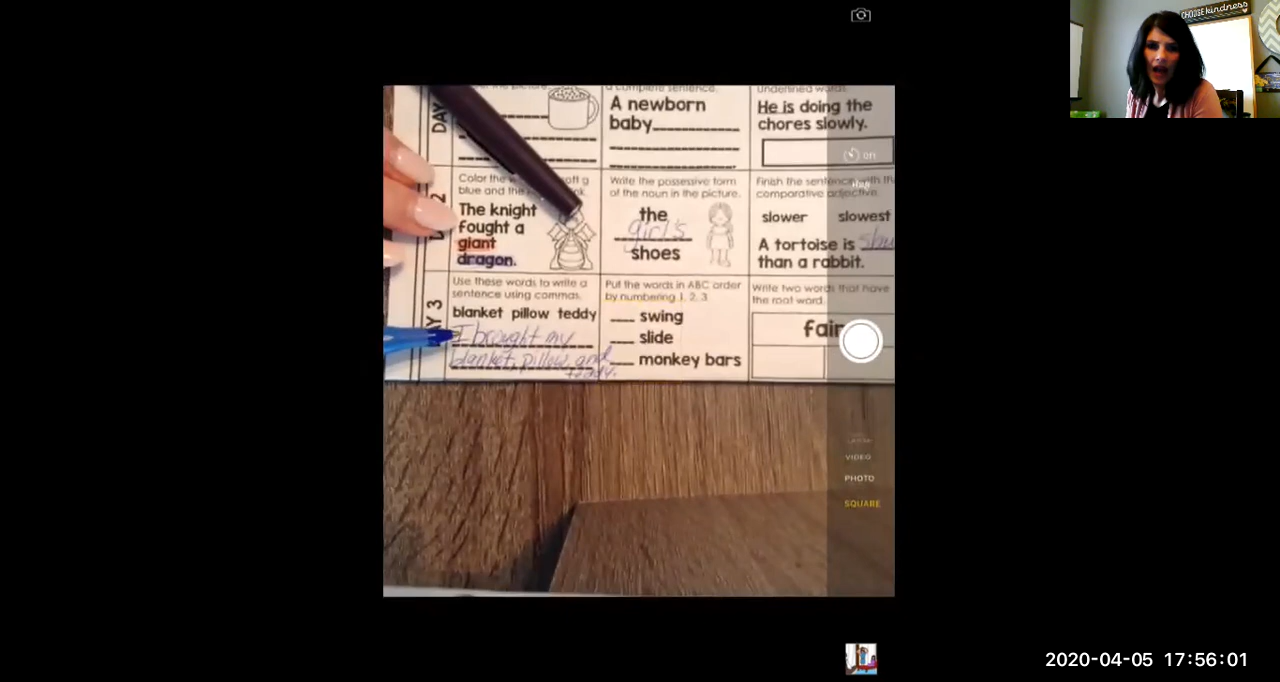 CHOOSE kindness
a complete sentence.
A newborn
baby
He is doing the
chores slowly.
on
DAY
Color the
blue and the
The knight
fought a
giant
dragon.
Write the possessive form
of the noun in the picture.
the
girl's
shoes
Finish the sentence with the
comparative adjective.
slower slowest
A tortoise is
than a rabbit.
2
DAY 3
Use these words to write a
sentence using commas.
blanket pillow teddy
I brought my
blanket, pillow, and
teddy.
Put the words in ABC order
by numbering 1, 2, 3
swing
slide
monkey bars
Write two words that have
the root word.
fair
VIDEO
PHOTO
SQUARE
2020-04-05 17:56:01